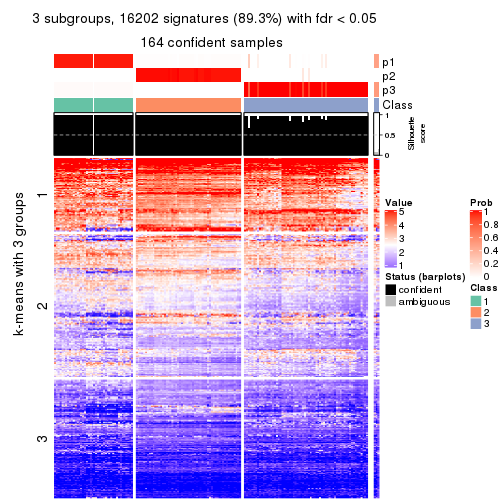 3 subgroups, 16202 signatures (89.3%) with fdr < 0.05
164 confident samples
p1
p2
p3
Class
1
0.5
0
Silhouette
score
k-means with 3 groups
1
2
3
Value
5
4
3
2
1
Status (barplots)
confident
ambiguous
Prob
1
0.8
0.6
0.4
0.2
0
Class
1
2
3